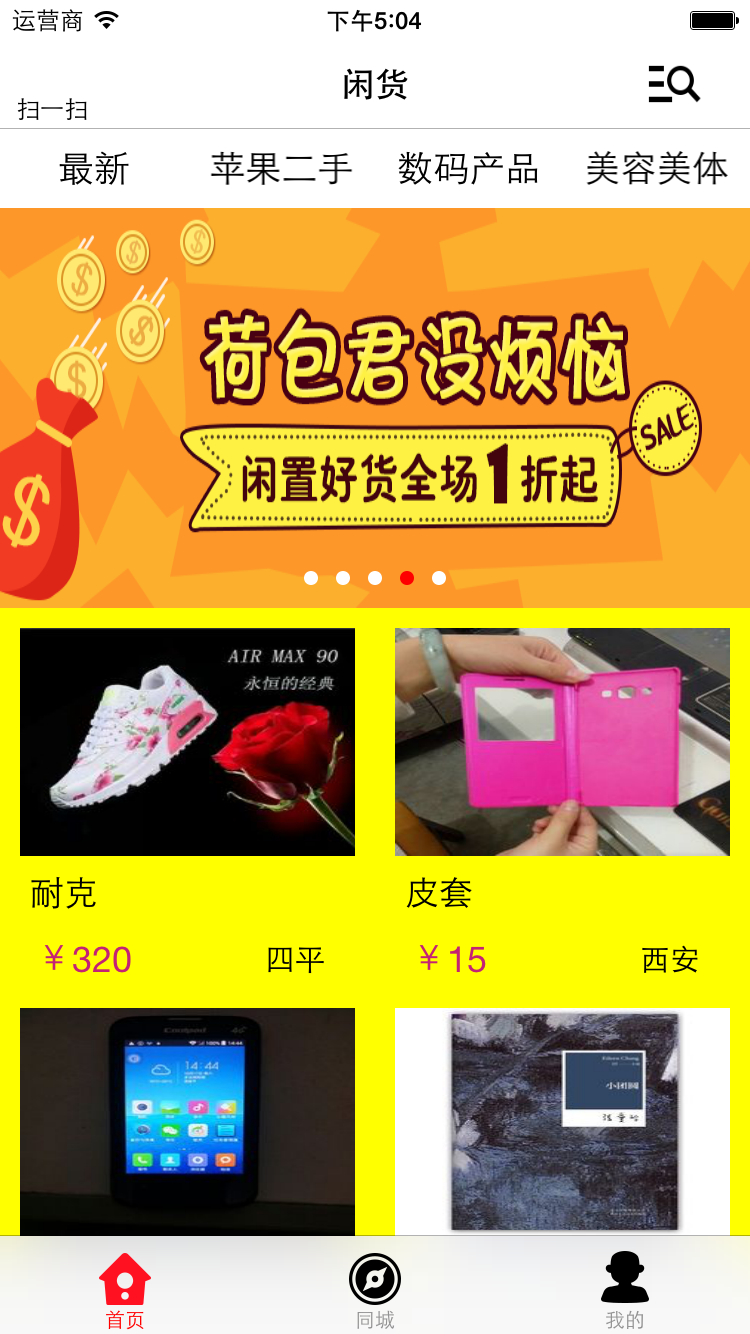 运营商 下午5:04
闲货
扫一扫
最新 苹果二手 数码产品 美容美体
荷包君没烦恼
SALE
闲置好货全场1折起
AIR MAX 90
永恒的经典
耐克 皮套
¥320 四平 ¥15 西安
Coolpad 4G
14:44
小团圆
首页 同城 我的